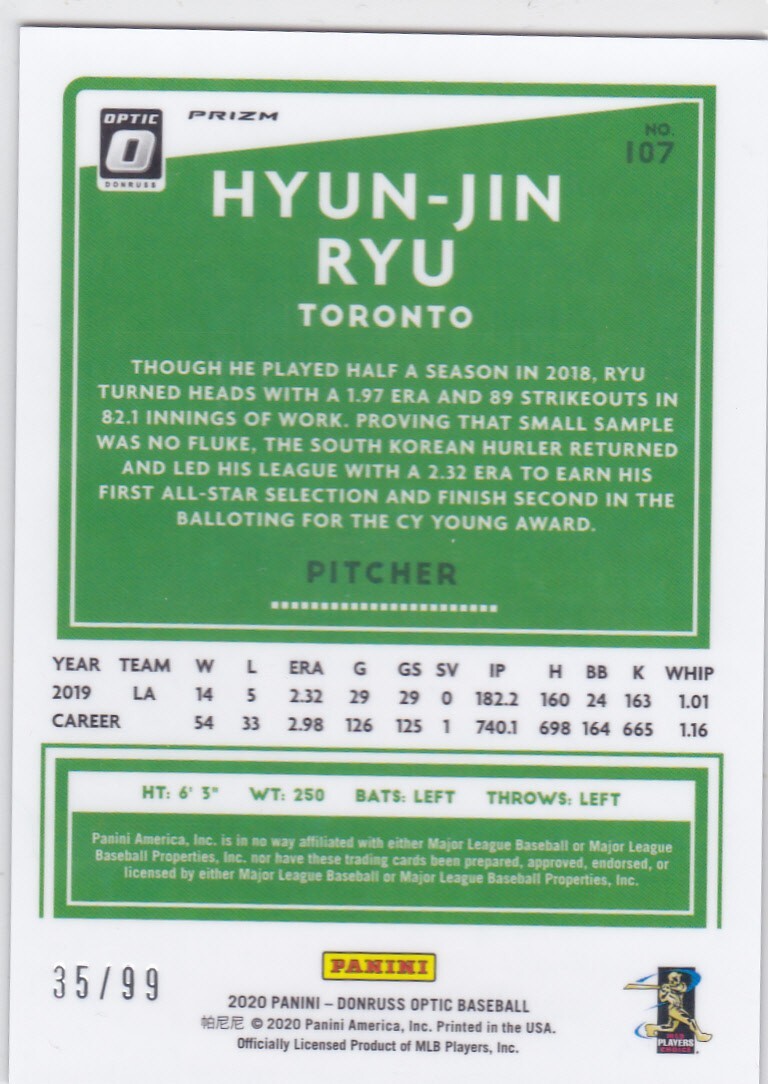 OPTIC
O
DONRUSS
PRIZM
NO.
107
HYUN-JIN
RYU
TORONTO
THOUGH HE PLAYED HALF A SEASON IN 2018, RYU
TURNED HEADS WITH A 1.97 ERA AND 89 STRIKEOUTS IN
82.1 INNINGS OF WORK. PROVING THAT SMALL SAMPLE
WAS NO FLUKE, THE SOUTH KOREAN HURLER RETURNED
AND LED HIS LEAGUE WITH A 2.32 ERA TO EARN HIS
FIRST ALL-STAR SELECTION AND FINISH SECOND IN THE
BALLOTING FOR THE CY YOUNG AWARD.
PITCHER
YEAR TEAM W L ERA G GS SV IP H BB K WHIP
2019 LA 14 5 2.32 29 29 0 182.2 160 24 163 1.01
CAREER 54 33 2.98 126 125 1 740.1 698 164 665 1.16
HT: 6' 3" WT: 250 BATS: LEFT THROWS: LEFT
Panini America, Inc. is in no way affiliated with either Major League Baseball or Major League
Baseball Properties, Inc. nor have these trading cards been prepared, approved, endorsed, or
licensed by either Major League Baseball or Major League Baseball Properties, Inc.
35/99
PANINI
2020 PANINI – DONRUSS OPTIC BASEBALL
帕尼尼 © 2020 Panini America, Inc. Printed in the USA.
Officially Licensed Product of MLB Players, Inc.
MLB
PLAYERS
CHOICE